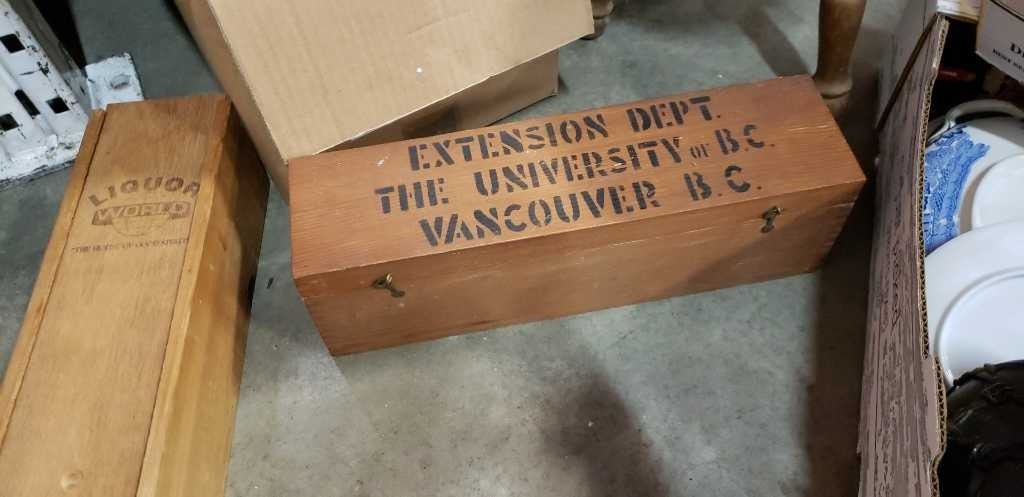 EXTENSION DEPT.
THE UNIVERSITY OF B.C.
VANCOUVER B.C.
LIQUOR
WORLD